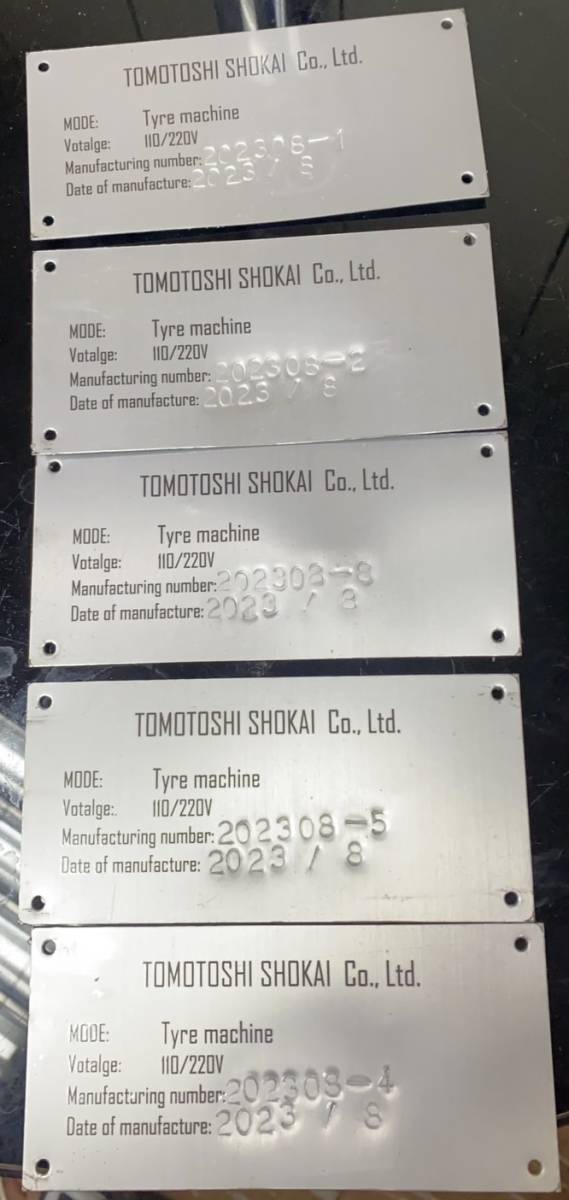 TOMOTOSHI SHOKAI Co., Ltd.
MODE: Tyre machine
Votalge: 110/220V
Manufacturing number: 202308-1
Date of manufacture: 2023 / 8
TOMOTOSHI SHOKAI Co., Ltd.
MODE: Tyre machine
Votalge: 110/220V
Manufacturing number: 202308-2
Date of manufacture: 2023 / 8
TOMOTOSHI SHOKAI Co., Ltd.
MODE: Tyre machine
Votalge: 110/220V
Manufacturing number: 202308-8
Date of manufacture: 2023 / 8
TOMOTOSHI SHOKAI Co., Ltd.
MODE: Tyre machine
Votalge: 110/220V
Manufacturing number: 202308-5
Date of manufacture: 2023 / 8
TOMOTOSHI SHOKAI Co., Ltd.
MODE: Tyre machine
Votalge: 110/220V
Manufacturing number: 202308-4
Date of manufacture: 2023 / 8